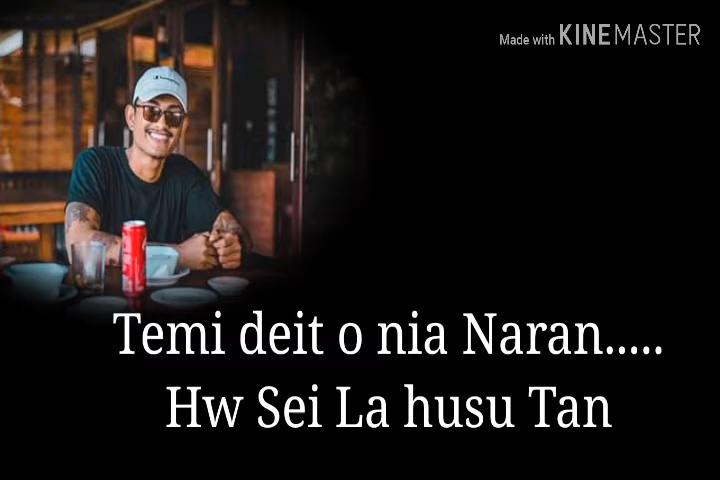 Made with KINEMASTER
Temi deit o nia Naran.....
Hw Sei La husu Tan